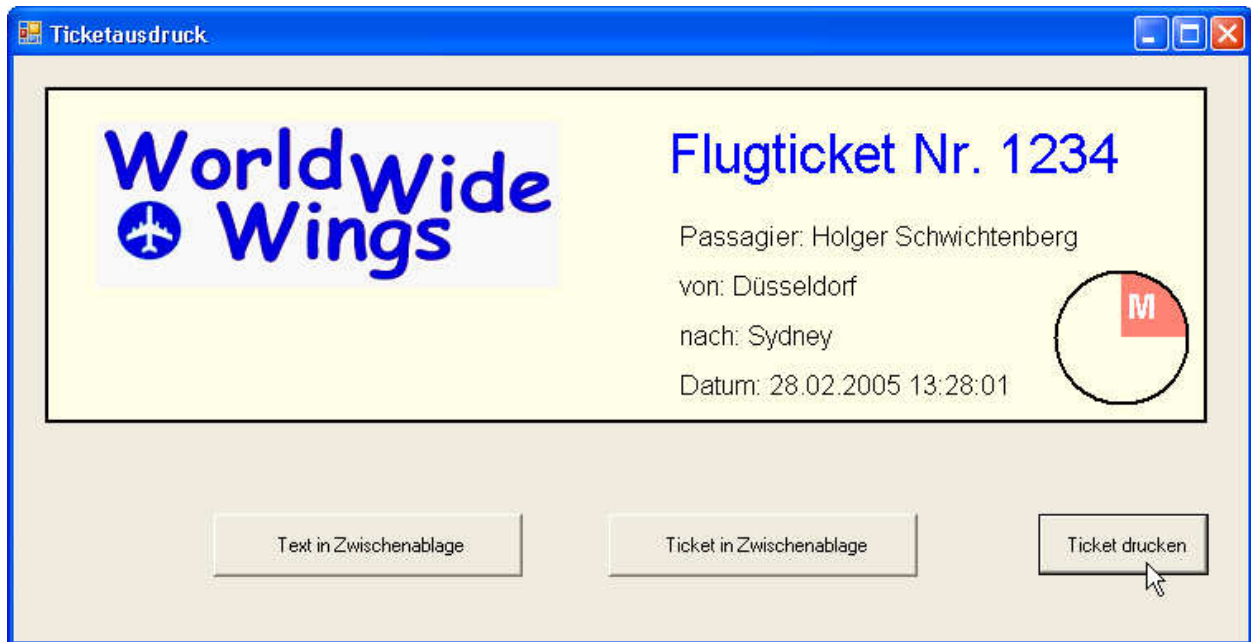 Ticketausdruck
World Wide
Wings
Flugticket Nr. 1234
Passagier: Holger Schwichtenberg
von: Düsseldorf
nach: Sydney
M
Datum: 28.02.2005 13:28:01
Text in Zwischenablage
Ticket in Zwischenablage
Ticket drucken